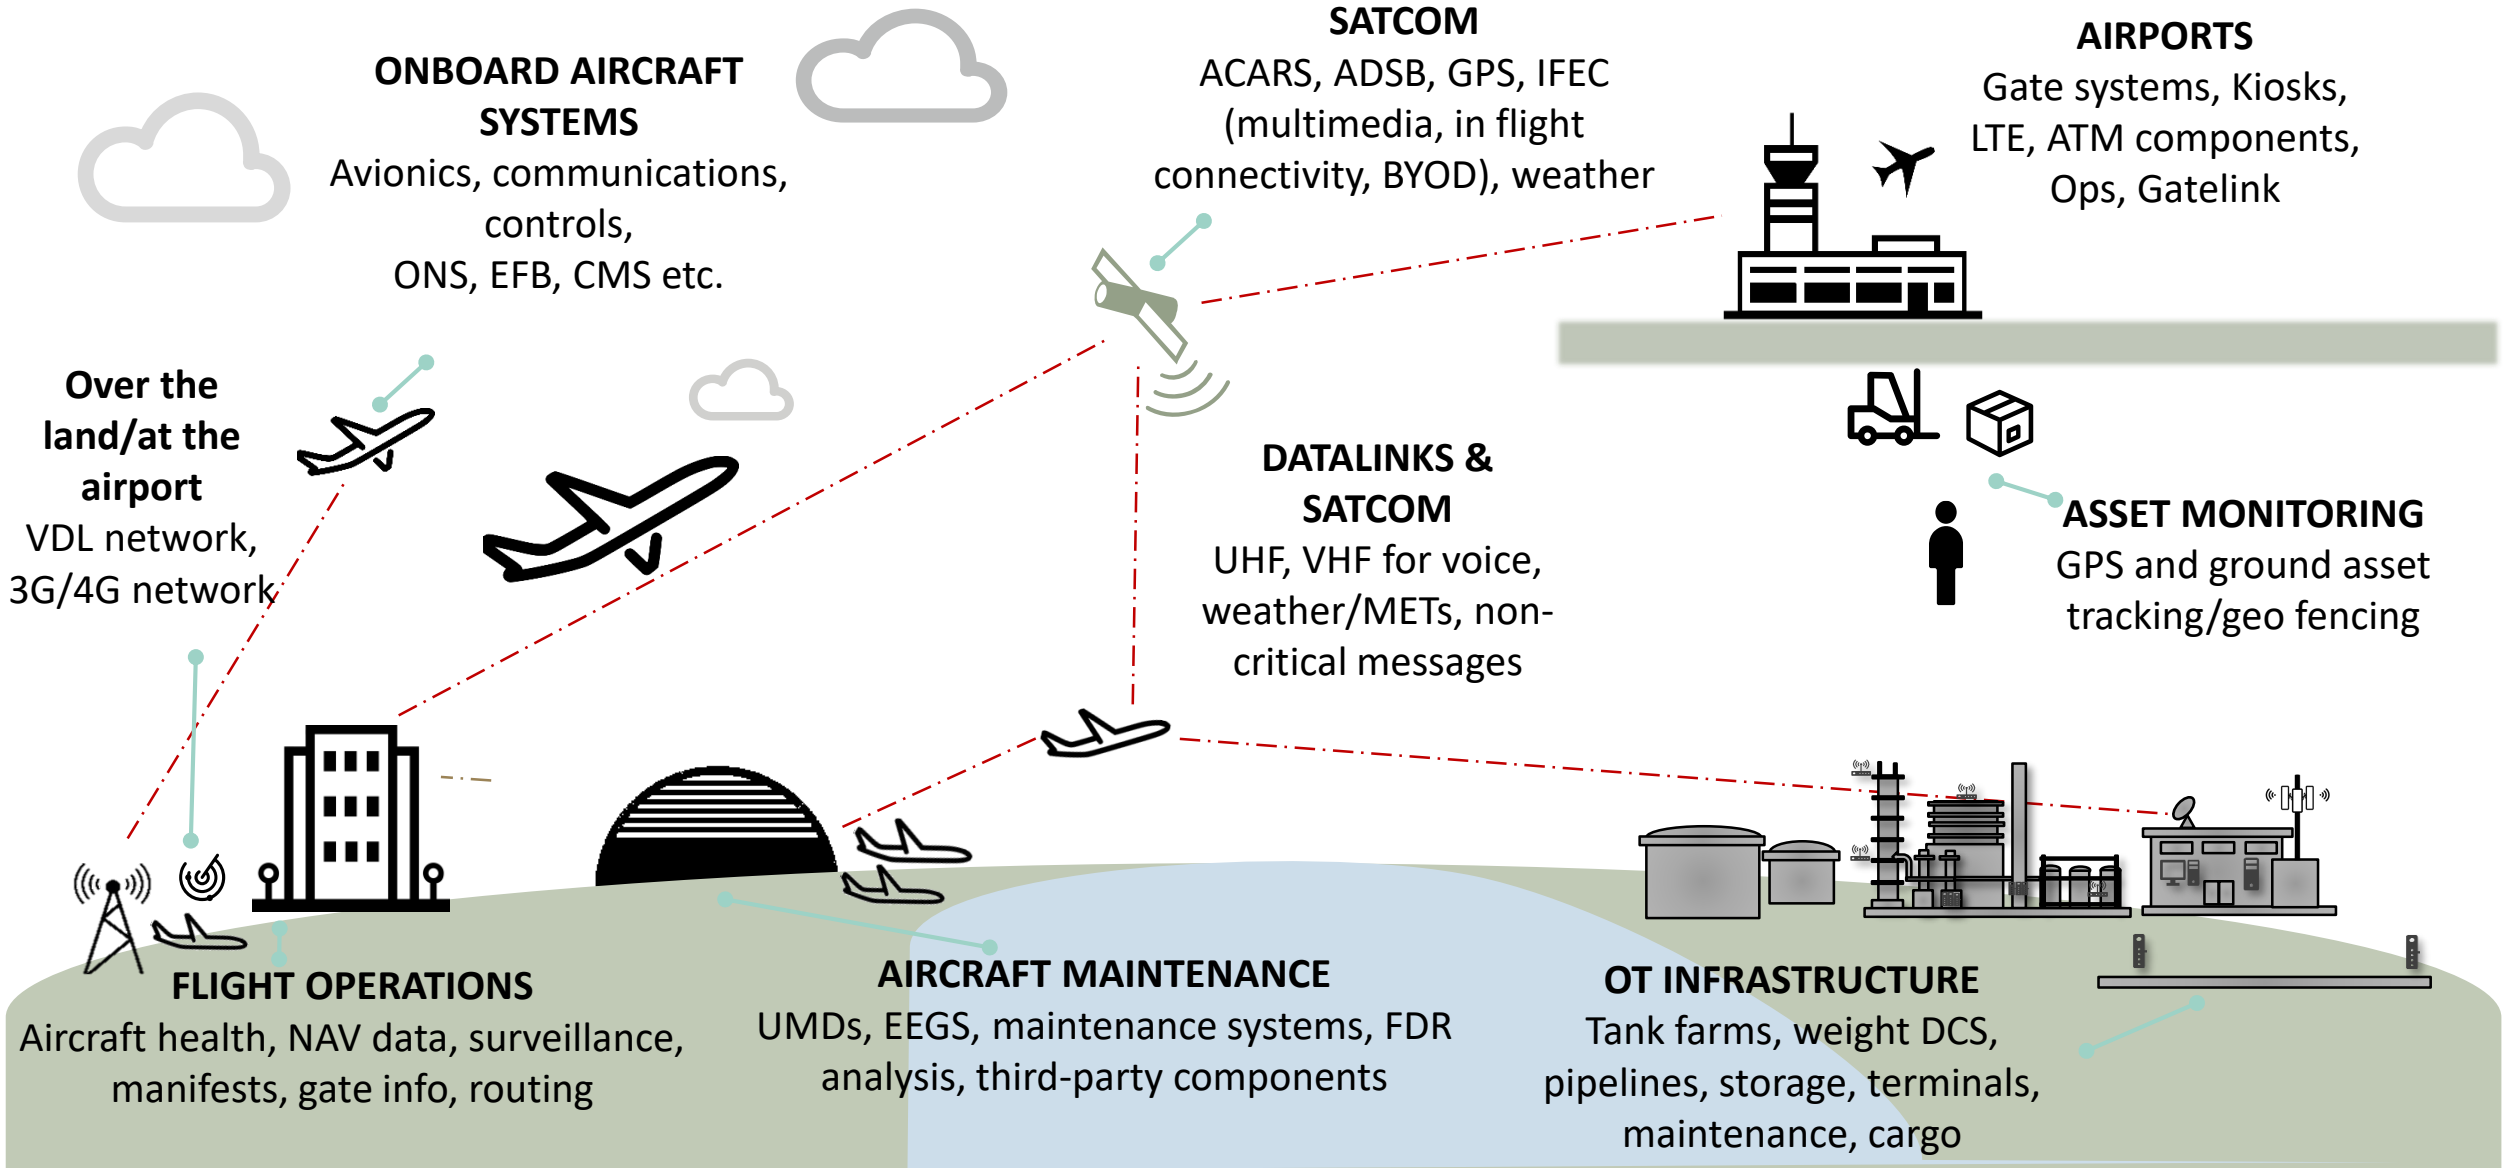 ONBOARD AIRCRAFT
SYSTEMS
Avionics, communications,
controls,
ONS, EFB, CMS etc.
SATCOM
ACARS, ADSB, GPS, IFEC
(multimedia, in flight
connectivity, BYOD), weather
AIRPORTS
Gate systems, Kiosks,
LTE, ATM components,
Ops, Gatelink
Over the
land/at the
airport
VDL network,
3G/4G network
DATALINKS &
SATCOM
UHF, VHF for voice,
weather/METs, non-
critical messages
ASSET MONITORING
GPS and ground asset
tracking/geo fencing
FLIGHT OPERATIONS
Aircraft health, NAV data, surveillance,
manifests, gate info, routing
AIRCRAFT MAINTENANCE
UMDs, EEGS, maintenance systems, FDR
analysis, third-party components
OT INFRASTRUCTURE
Tank farms, weight DCS,
pipelines, storage, terminals,
maintenance, cargo